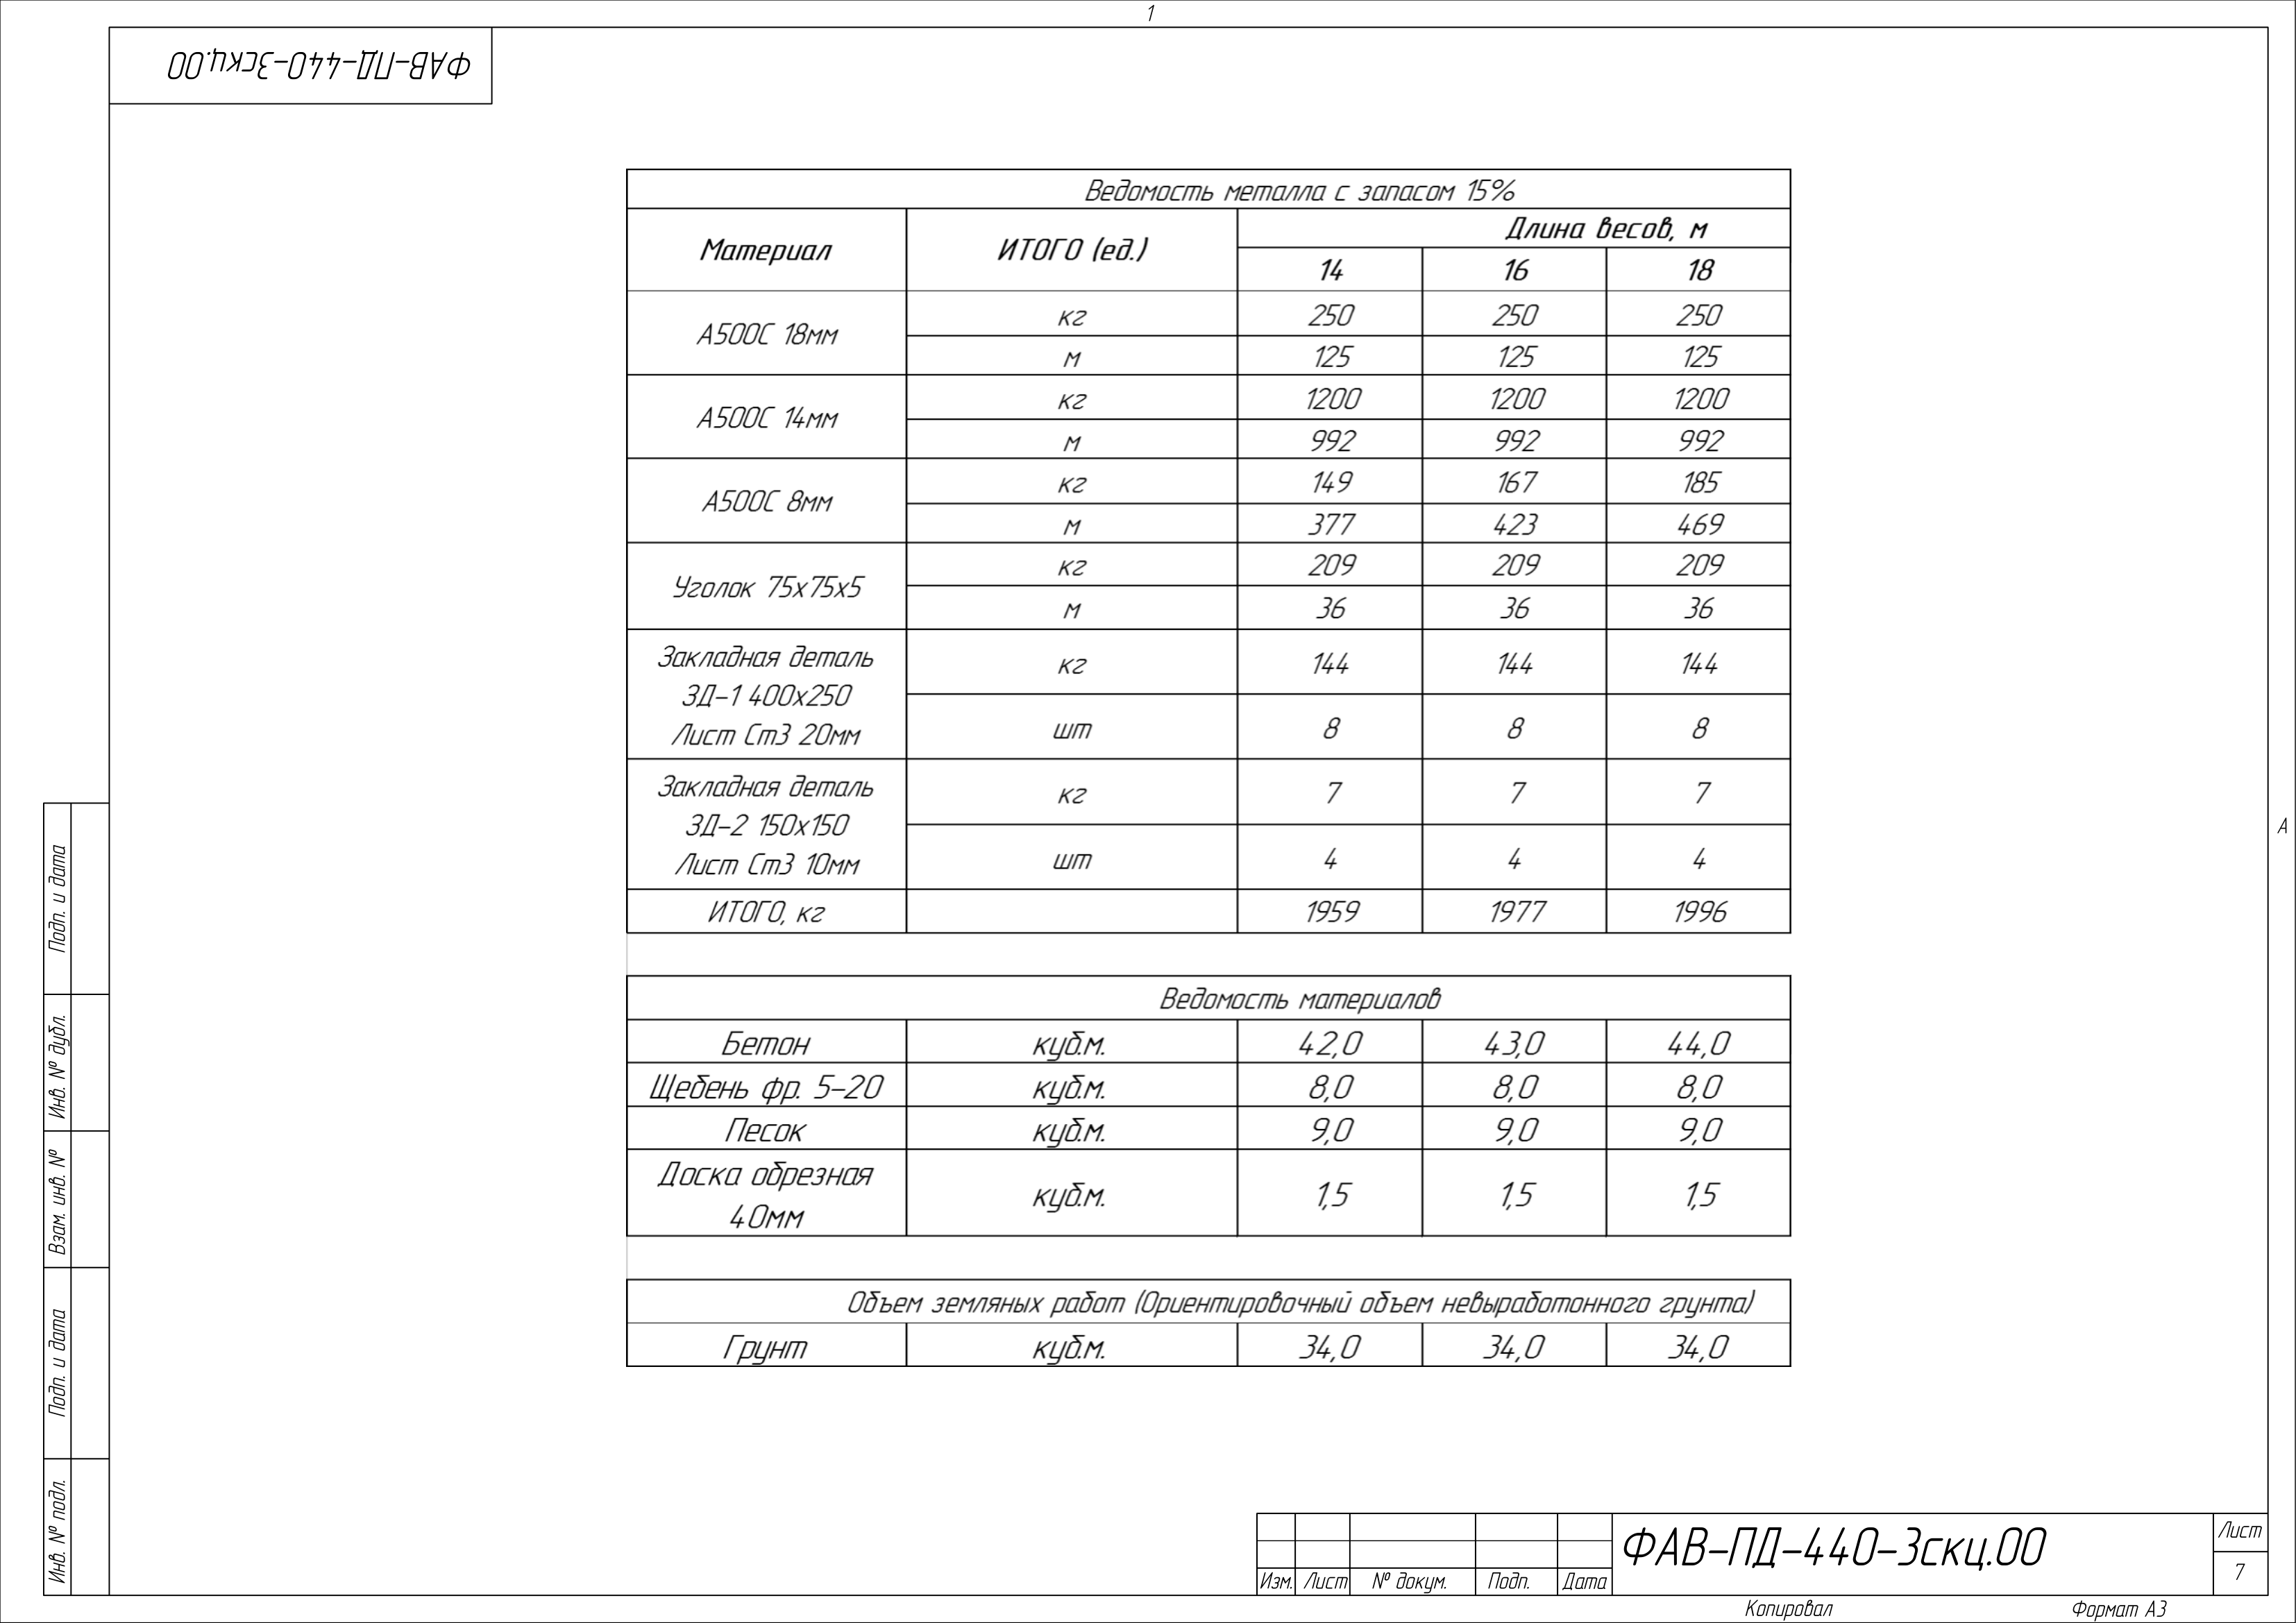 1
ФАВ-ПД-440-3скц.00
Ведомость металла с запасом 15%
Материал ИТОГО (ед.) Длина весов, м
14 16 18
А500С 18мм кг 250 250 250
м 125 125 125
А500С 14мм кг 1200 1200 1200
м 992 992 992
А500С 8мм кг 149 167 185
м 377 423 469
Уголок 75х75х5 кг 209 209 209
м 36 36 36
Закладная деталь
ЗД-1 400х250
Лист Ст3 20мм
кг 144 144 144
шт 8 8 8
Закладная деталь
ЗД-2 150х150
Лист Ст3 10мм
кг 7 7 7
шт 4 4 4
ИТОГО, кг 1959 1977 1996
Ведомость материалов
Бетон куб.м. 42,0 43,0 44,0
Щебень фр. 5-20 куб.м. 8,0 8,0 8,0
Песок куб.м. 9,0 9,0 9,0
Доска обрезная
40мм
куб.м. 1,5 1,5 1,5
Объем земляных работ (Ориентировочный объем невыработонного грунта)
Грунт куб.м. 34,0 34,0 34,0
А
Подп. и дата
Инв. № дубл.
Взам. инв. №
Подп. и дата
Инв. № подл.
Изм. Лист № докум. Подп. Дата
ФАВ-ПД-440-3скц.00
Лист
7
Копировал Формат А3